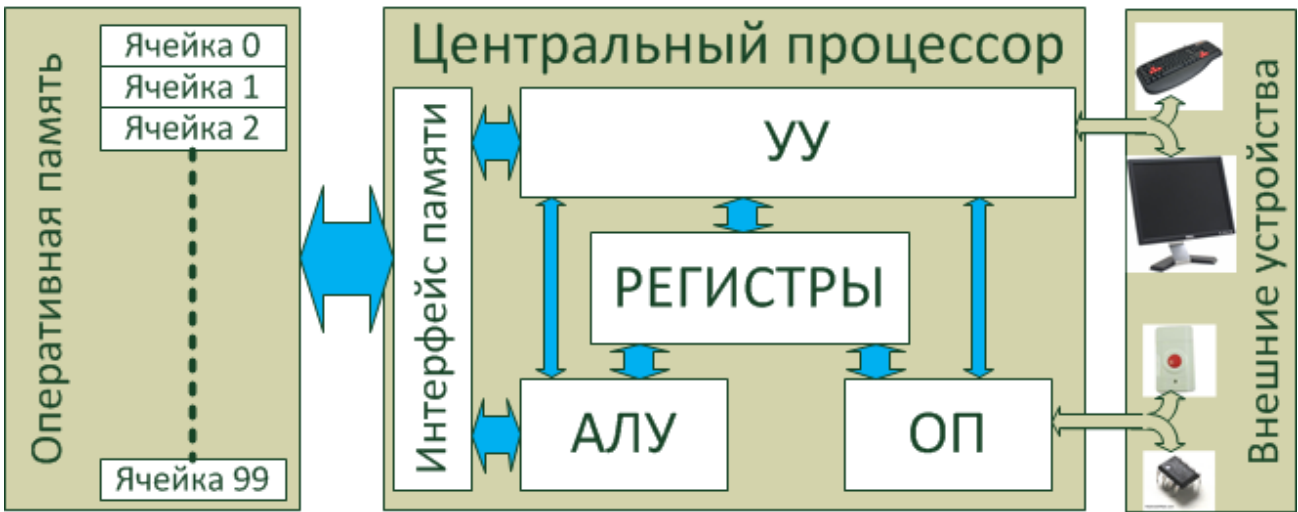 Оперативная память
Ячейка 0
Ячейка 1
Ячейка 2
Ячейка 99
Центральный процессор
Интерфейс памяти
УУ
РЕГИСТРЫ
АЛУ
ОП
Внешние устройства